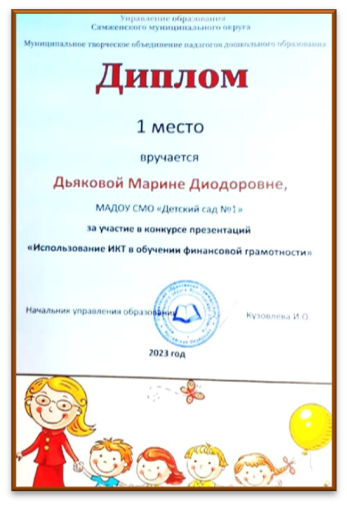 Управление образования
Сямженского муниципального округа
Муниципальное творческое объединение педагогов дошкольного образования
Диплом
1 место
вручается
Дьяковой Марине Диодоровне,
МАДОУ СМО «Детский сад №1»
за участие в конкурсе презентаций
«Использование ИКТ в обучении финансовой грамотности»
Начальник управления образования
Кузовлева И.О
2023 год